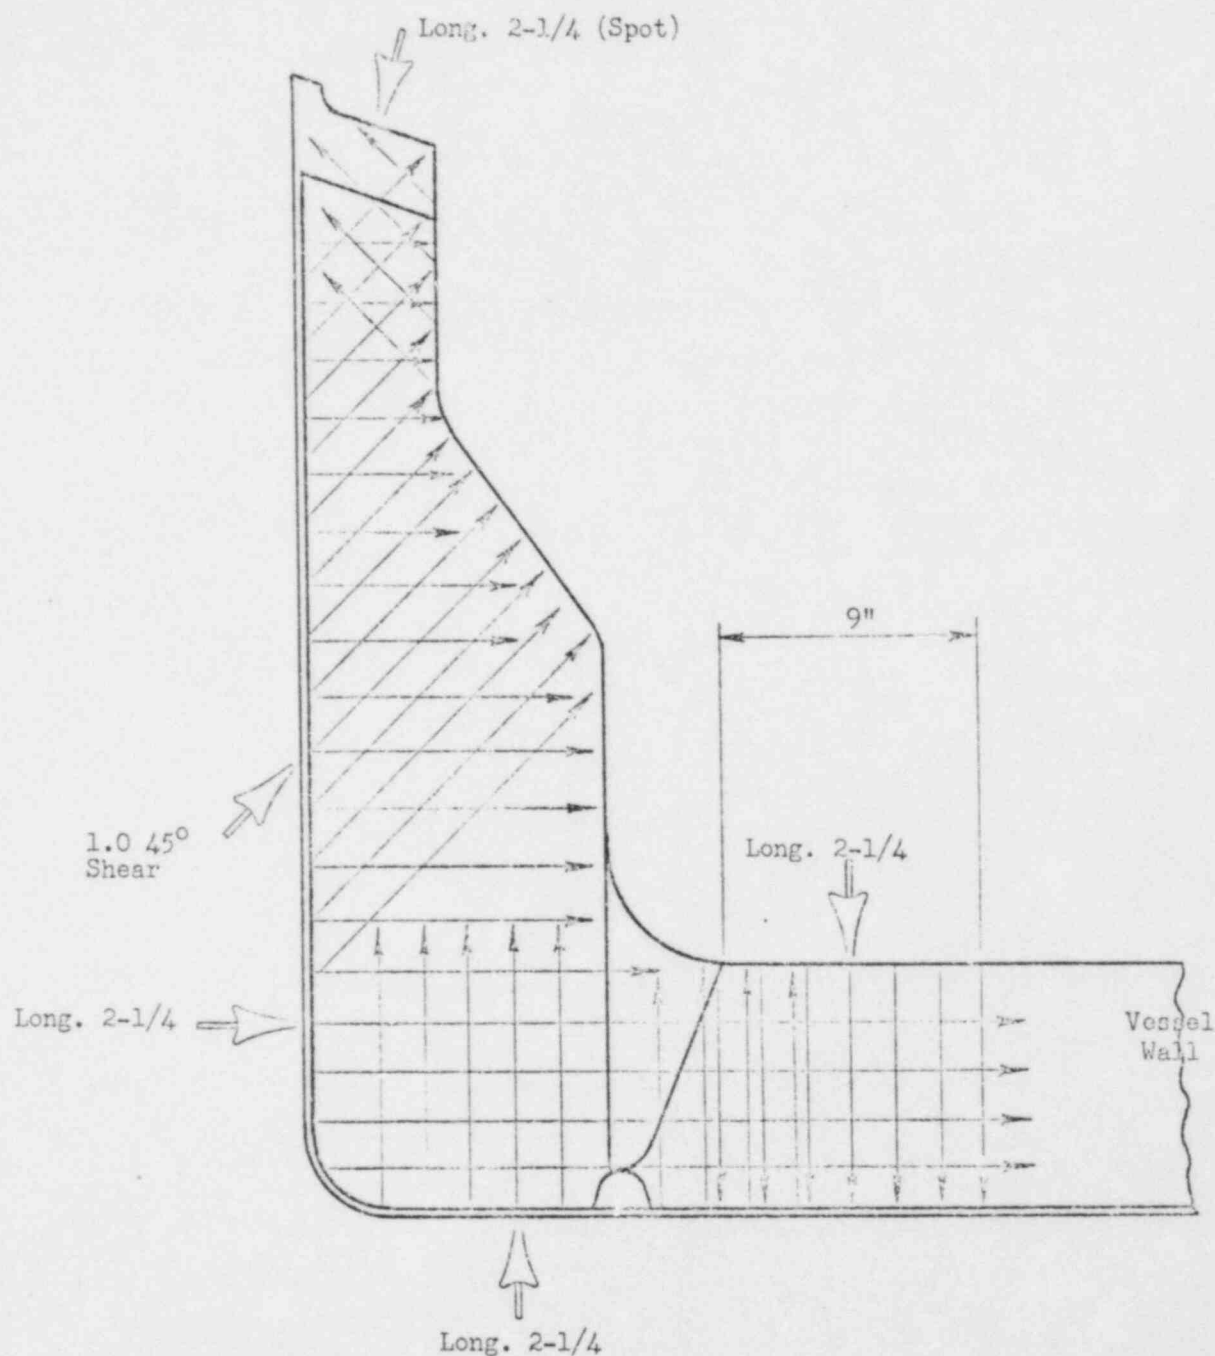 Long. 2-1/4 (Spot)
9"
1.0 45°
Shear
Long. 2-1/4
Long. 2-1/4
Vessel
Wall
Long. 2-1/4